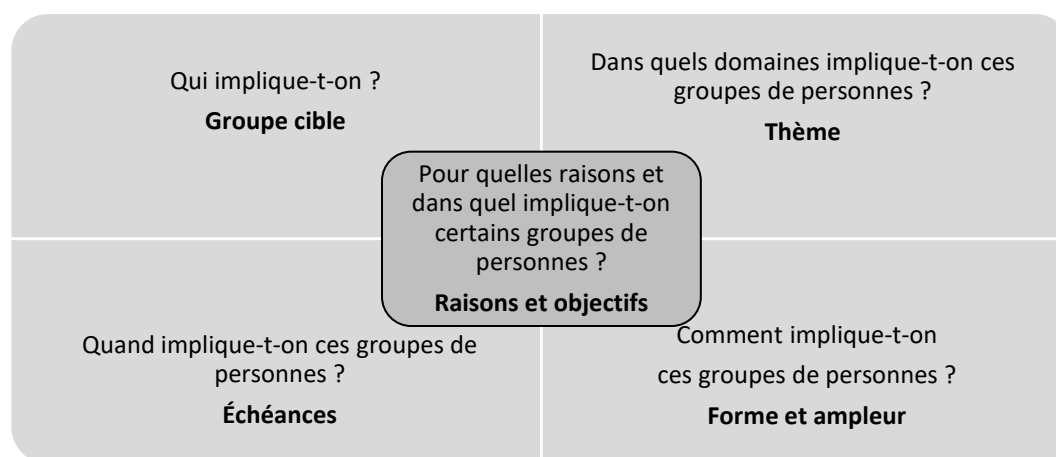 Qui implique-t-on ?
Groupe cible
Dans quels domaines implique-t-on ces
groupes de personnes ?
Thème
Pour quelles raisons et
dans quel implique-t-on
certains groupes de
personnes ?
Raisons et objectifs
Quand implique-t-on ces groupes de
personnes ?
Échéances
Comment implique-t-on
ces groupes de personnes ?
Forme et ampleur